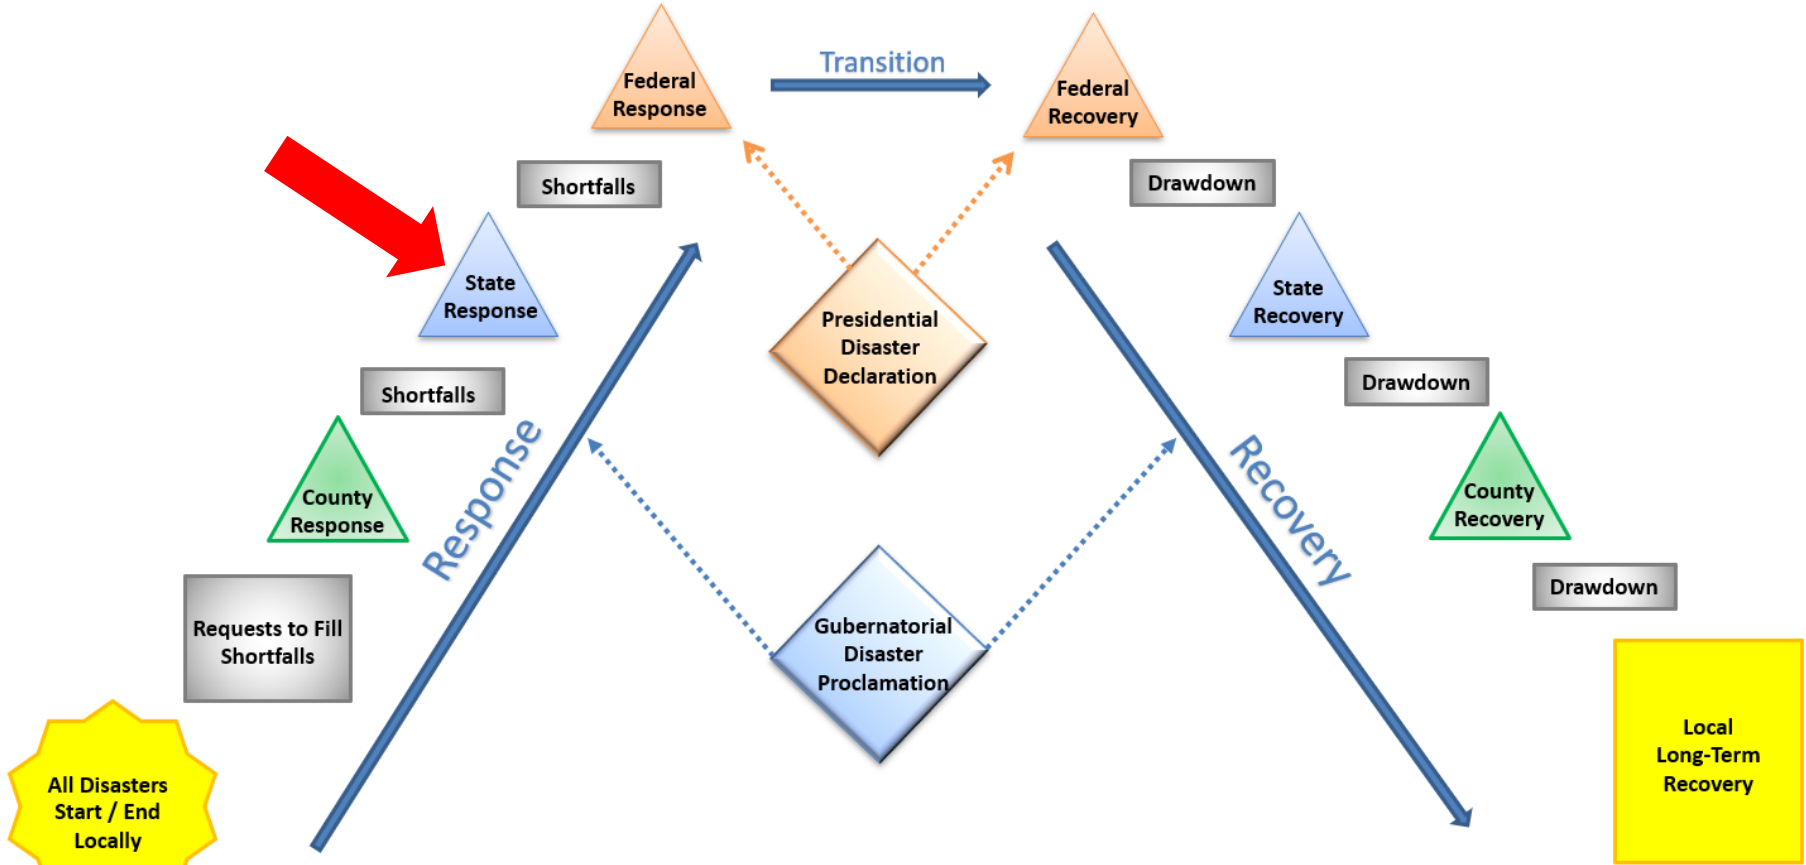 Federal
Response
Transition
Federal
Recovery
Shortfalls
Drawdown
State
Response
State
Recovery
Presidential
Disaster
Declaration
Shortfalls
Drawdown
County
Response
Response
Recovery
County
Recovery
Requests to Fill
Shortfalls
Gubernatorial
Disaster
Proclamation
Drawdown
All Disasters
Start / End
Locally
Local
Long-Term
Recovery